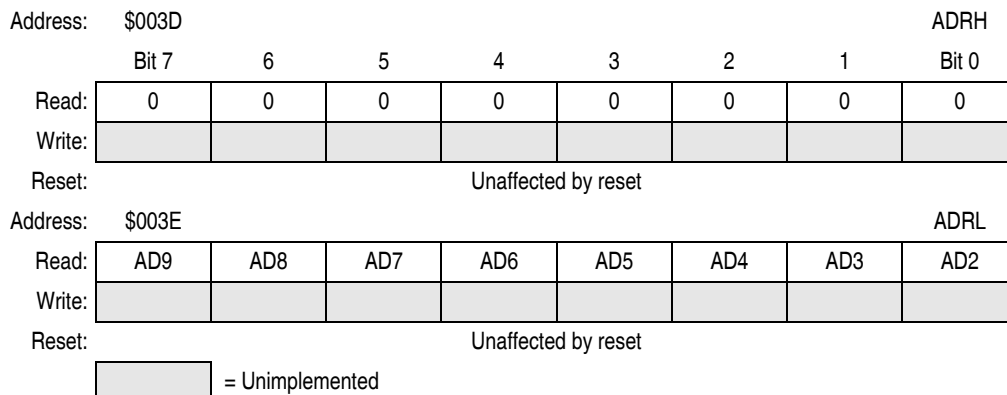 Address: $003D ADRH
Bit 7 6 5 4 3 2 1 Bit 0
Read: 0 0 0 0 0 0 0 0
Write:
Reset: Unaffected by reset
Address: $003E ADRL
Read: AD9 AD8 AD7 AD6 AD5 AD4 AD3 AD2
Write:
Reset: Unaffected by reset
= Unimplemented